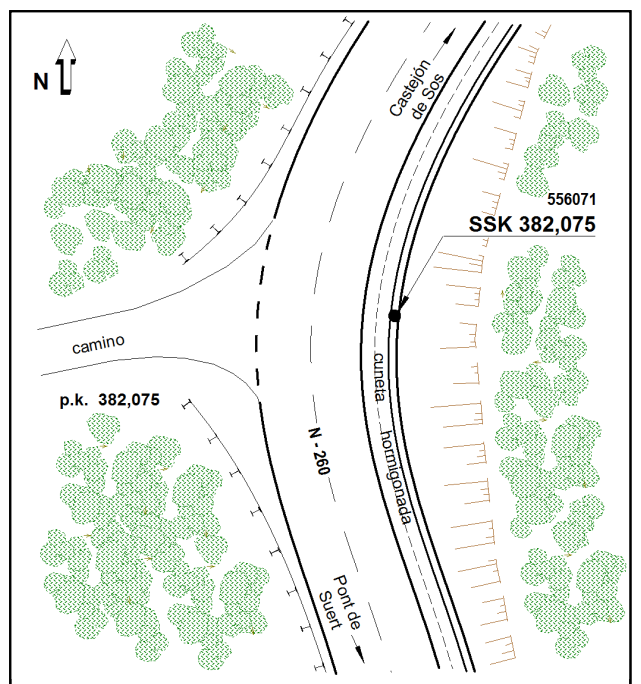 N
Castejón
de Sos
556071
SSK 382,075
camino
p.k. 382,075
cuneta
hormigonada
N - 260
Pont de
Suert